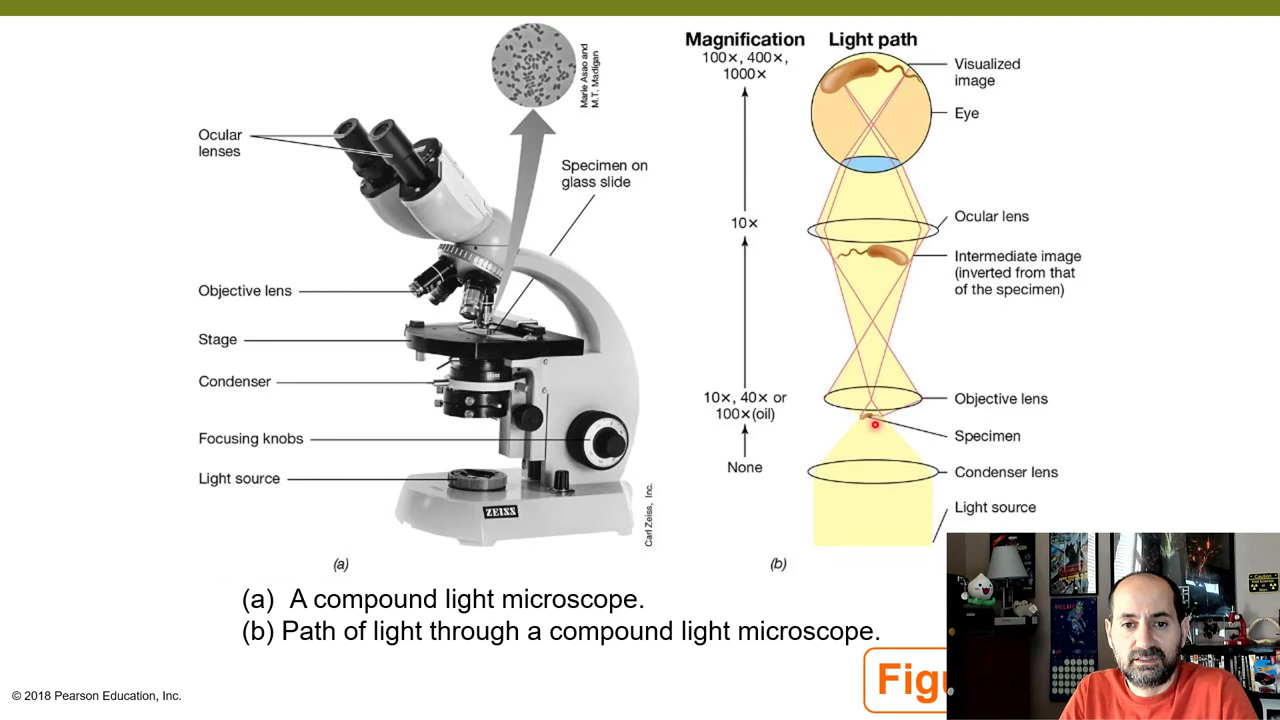 Marie Asao and
M.T. Madigan
Ocular
lenses
Specimen on
glass slide
Objective lens
Stage
Condenser
Focusing knobs
Light source
ZEISS
Carl Zeiss, Inc.
(a)
Magnification
100×, 400×,
1000×
10×
10×, 40× or
100×(oil)
None
Light path
Visualized
image
Eye
Ocular lens
Intermediate image
(inverted from that
of the specimen)
Objective lens
Specimen
Condenser lens
Light source
(b)
(a) A compound light microscope.
(b) Path of light through a compound light microscope.
© 2018 Pearson Education, Inc.
Caution